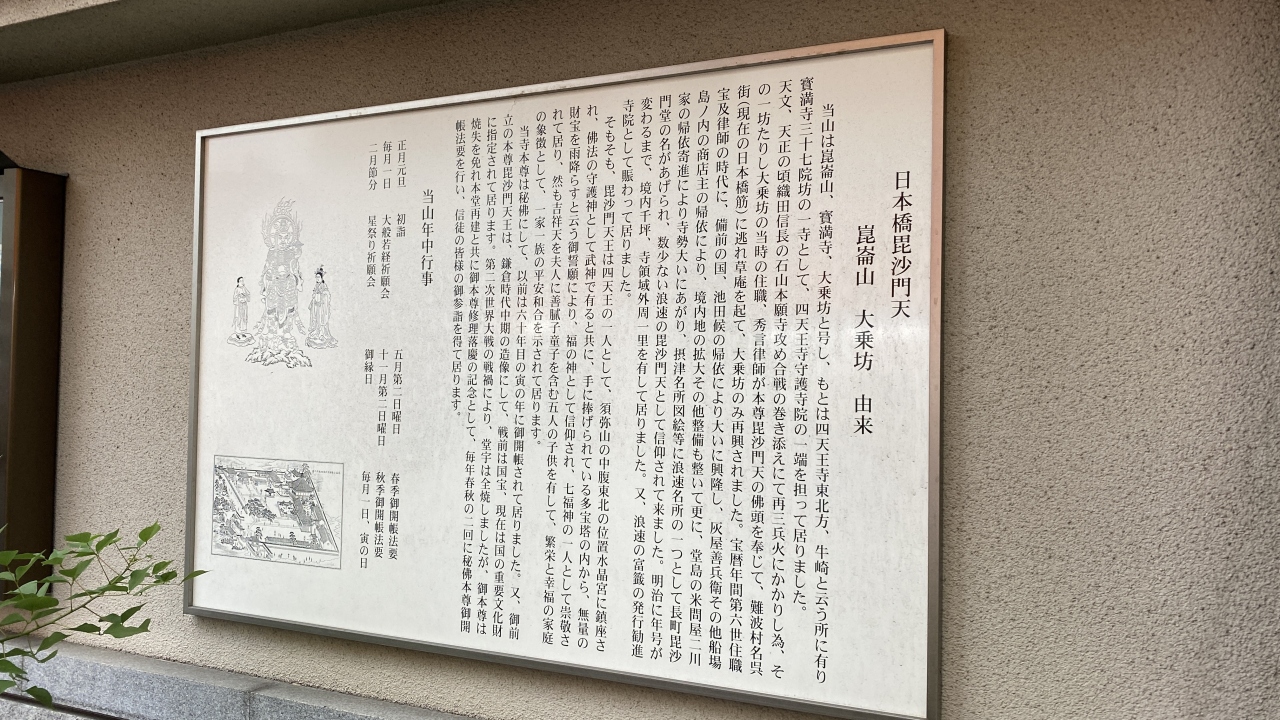 日本橋毘沙門天
崑崙山　大乗坊　由来
当山は崑崙山、寳満寺、大乗坊と号し、もとは四天王寺東北方、牛崎と云う所に有り
寳満寺三十七院坊の一寺として、四天王寺守護寺院の一端を担って居りました。
天文、天正の頃織田信長の石山本願寺攻め合戦の巻き添えにて再三兵火にかかりし為、そ
の一坊たりし大乗坊の当時の住職、秀言律師が本尊毘沙門天の佛頭を奉じて、難波村名呉
街(現在の日本橋筋)に逃れ草庵を起て、大乗坊のみ再興されました。宝暦年間第六世住職
宝及律師の時代に、備前の国、池田候の帰依により大いに興隆し、灰屋善兵衛その他船場
島ノ内の商店主の帰依により、境内地の拡大その他整備も整いて更に、堂島の米問屋二川
家の帰依寄進により寺勢大いにあがり、摂津名所図絵等に浪速名所の一つとして長町毘沙
門堂の名があげられ、数少ない浪速の毘沙門天として信仰されて来ました。明治に年号が
変わるまで、境内千坪、寺領域外周一里を有して居りました。又、浪速の富籤の発行勧進
寺院として賑わって居りました。
そもそも、毘沙門天王は四天王の一人として、須弥山の中腹東北の位置水晶宮に鎮座さ
れ、佛法の守護神として武神で有ると共に、手に捧げられている多宝塔の内から、無量の
財宝を雨降らすと云う御誓願により、福の神として信仰され、七福神の一人として崇敬さ
れて居り、然も吉祥天を夫人に善膩子童子を含む五人の子供を有して、繁栄と幸福の家庭
の象徴として、一家一族の平安和合を示されて居ります。
当寺本尊は秘佛にして、以前は六十年目の寅の年に御開帳されて居りました。又、御前
立の本尊毘沙門天王は、鎌倉時代中期の造像にして、戦前は国宝、現在は国の重要文化財
に指定されて居ります。第二次世界大戦の戦禍により、堂宇は全焼しましたが、御本尊は
焼失を免れ本堂再建と共に御本尊修理落慶の記念として、毎年春秋の二回に秘佛本尊御開
帳法要を行い、信徒の皆様の御参詣を得て居ります。
当山年中行事
正月元旦　初詣
毎月一日　大般若経祈願会
二月節分　星祭り祈願会
五月第二日曜日　春季御開帳法要
十一月第二日曜日　秋季御開帳法要
御縁日　毎月一日、寅の日